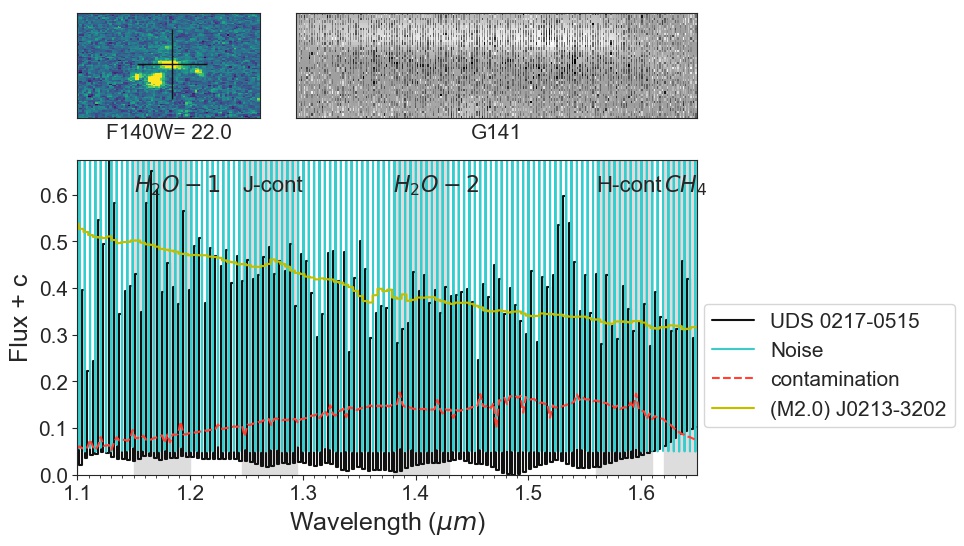 F140W= 22.0
G141
H₂O − 1 J-cont H₂O − 2 H-cont CH₄
0.6
0.5
0.4
0.3
0.2
0.1
0.0
Flux + c
1.1 1.2 1.3 1.4 1.5 1.6
Wavelength (μm)
UDS 0217-0515
Noise
contamination
(M2.0) J0213-3202